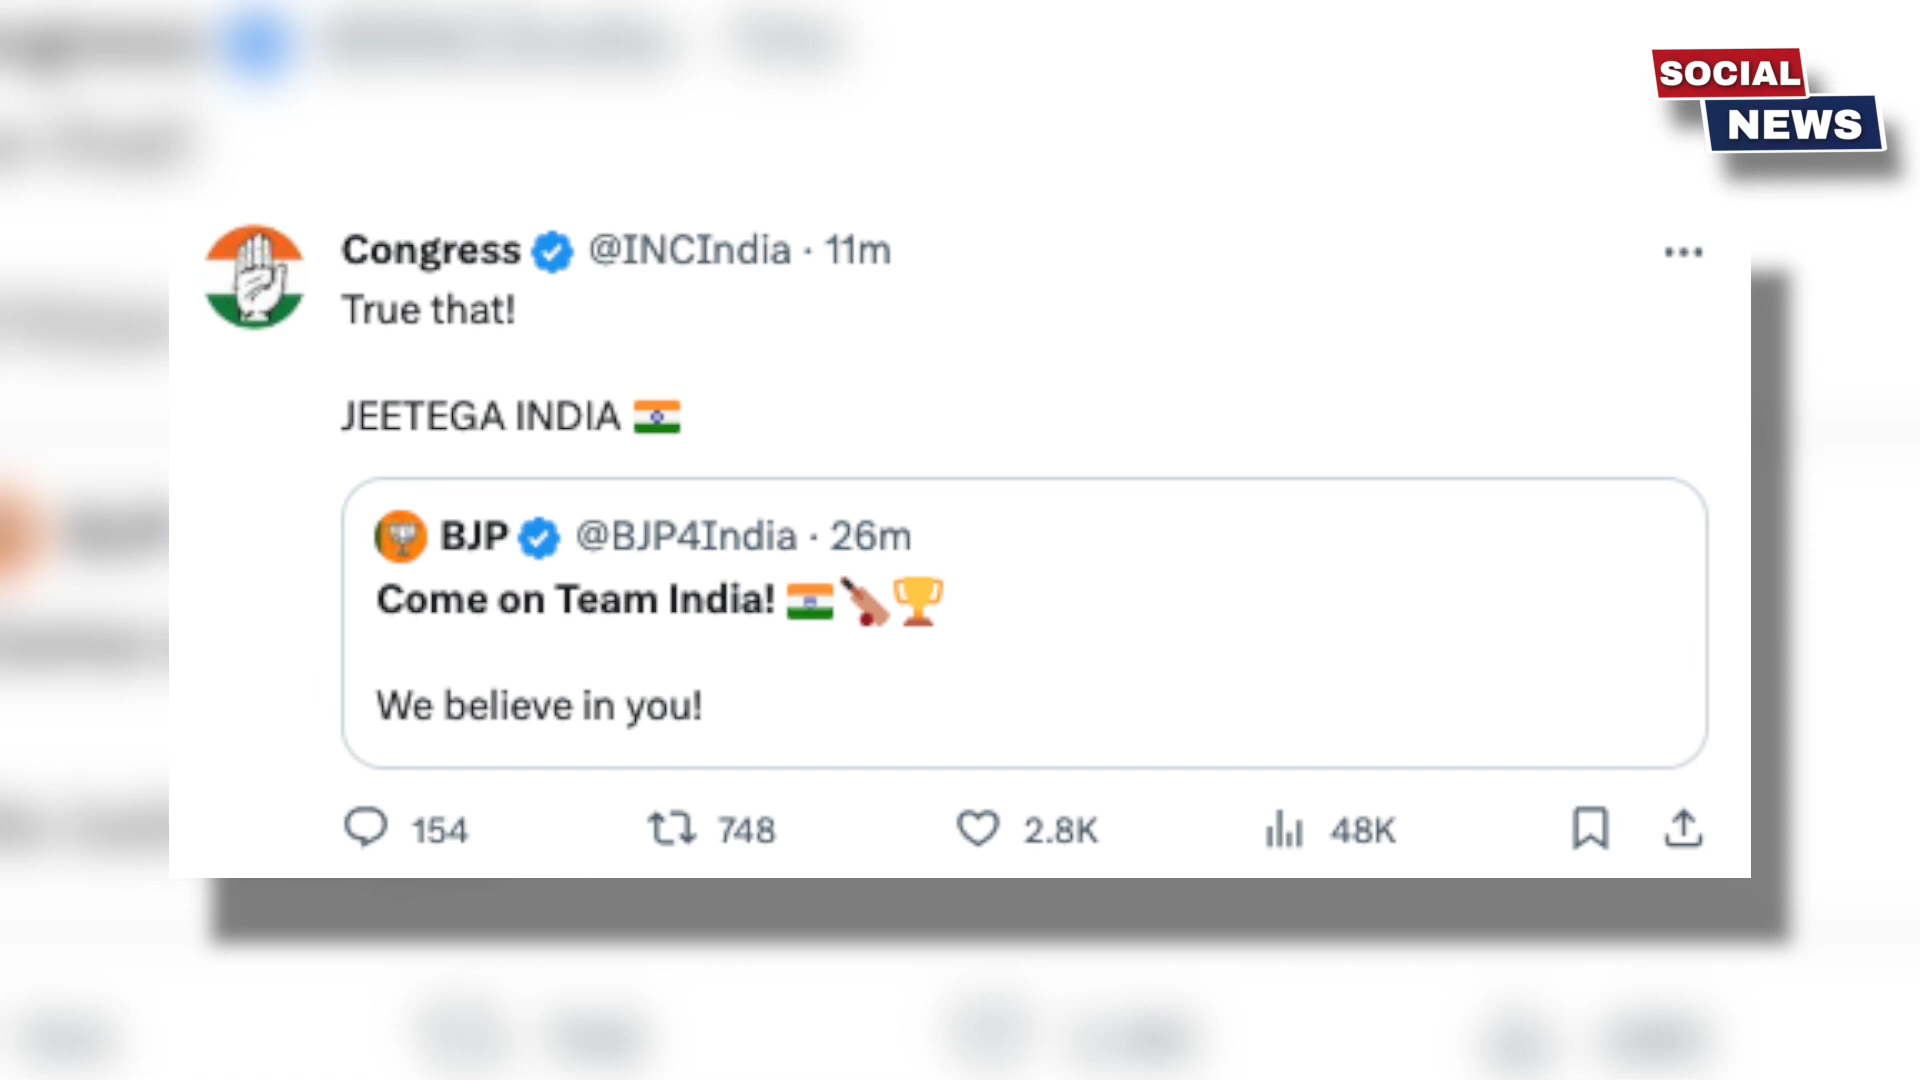 SOCIAL
NEWS
Congress @INCIndia · 11m
True that!
JEETEGA INDIA 🇮🇳
BJP @BJP4India · 26m
Come on Team India! 🇮🇳🏏🏆
We believe in you!
154 748 2.8K 48K